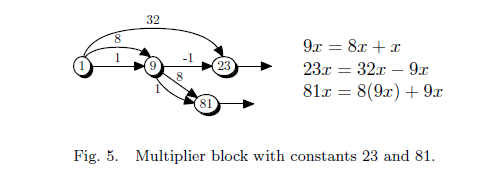 32
8
1
1
9
-1
23
8
1
81
9x = 8x + x
23x = 32x − 9x
81x = 8(9x) + 9x
Fig. 5. Multiplier block with constants 23 and 81.